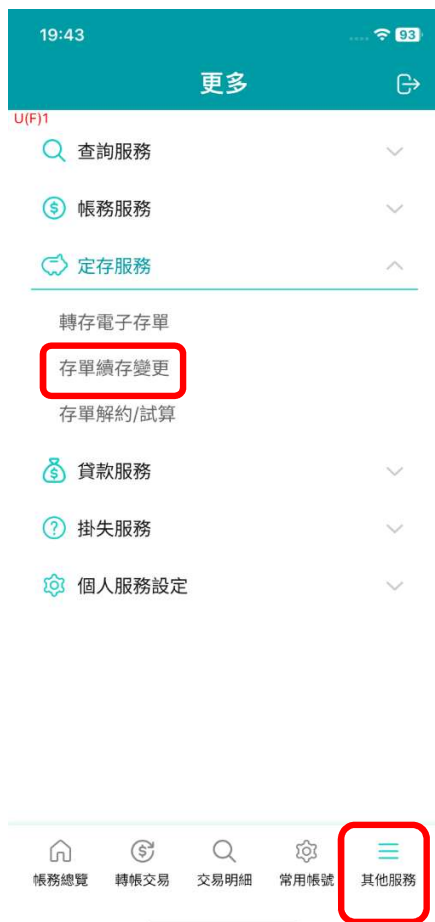 19:43
93
更多
U(F)1
查詢服務
帳務服務
定存服務
轉存電子存單
存單續存變更
存單解約/試算
貸款服務
掛失服務
個人服務設定
帳務總覽 轉帳交易 交易明細 常用帳號 其他服務